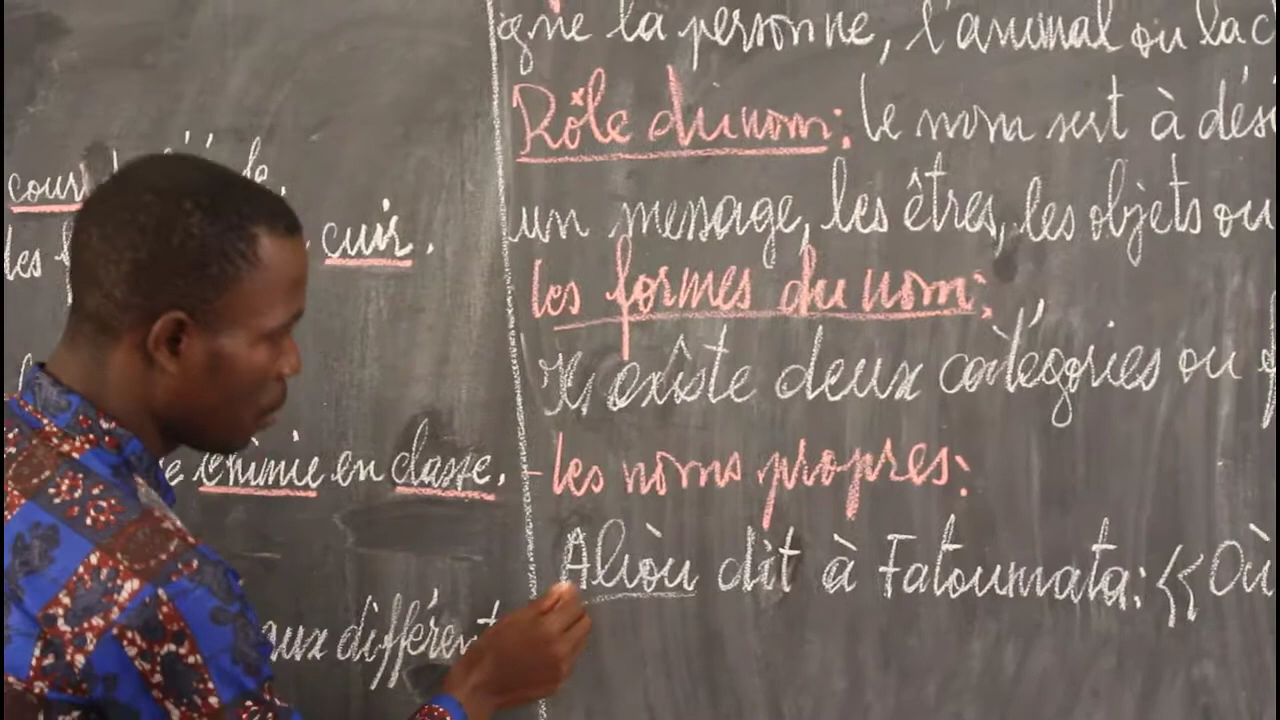 cour
les
cuir.
e chimie en classe.
aux différent
gne la personne, l'animal ou la c
Rôle du nom: le nom sert à dési
un message, les êtres, les objets ou
les formes du nom:
Il existe deux catégories ou f
- les noms propres:
Aliou dit à Fatoumata: << Où